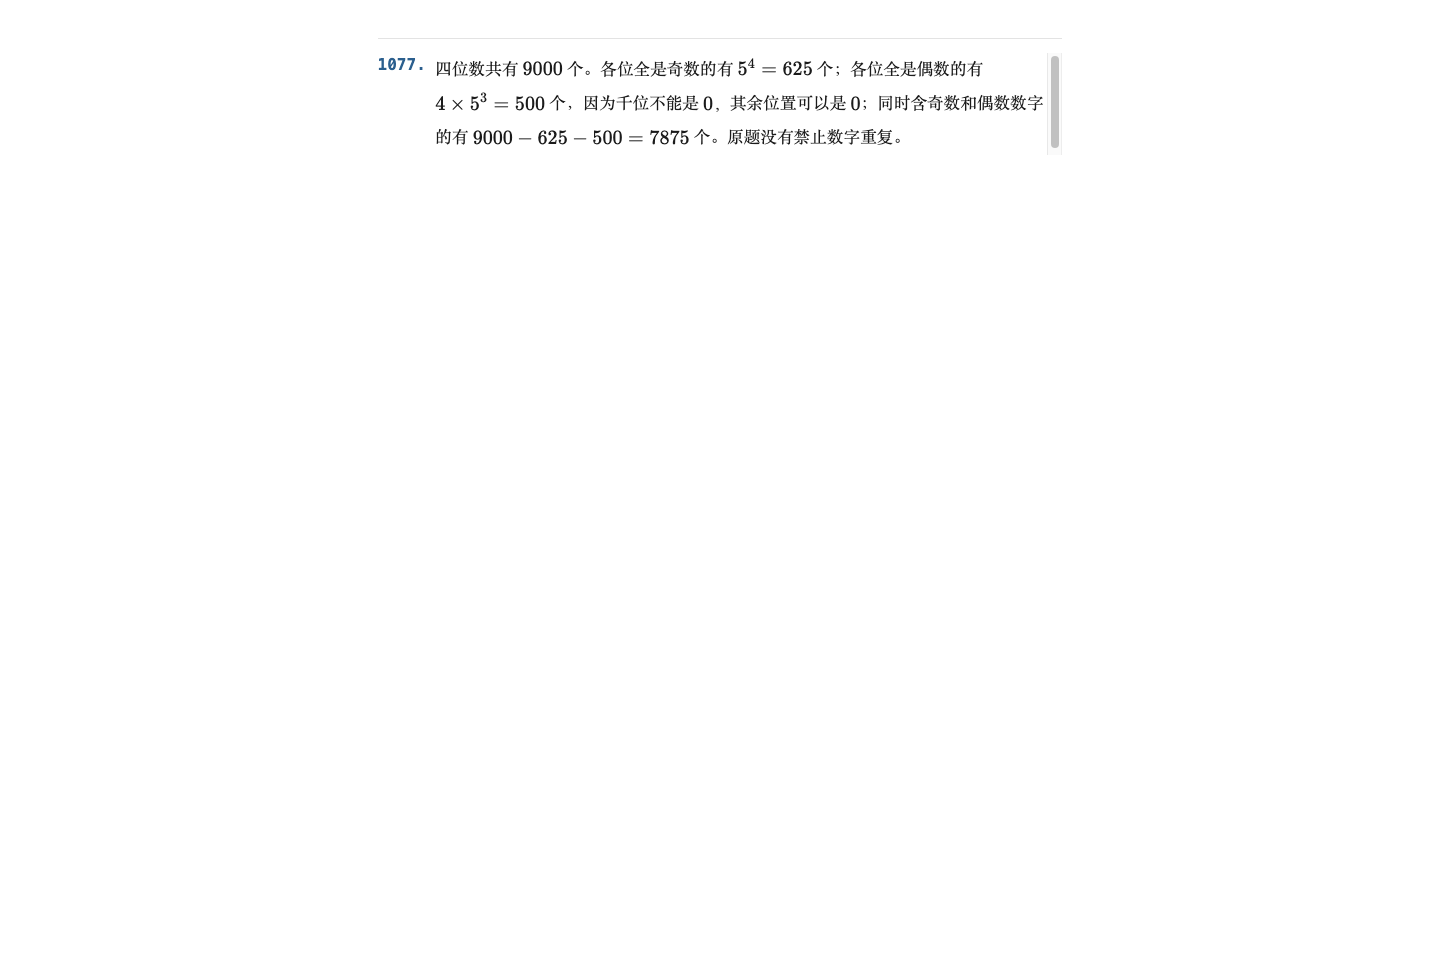 1077. 四位数共有 9000 个。各位全是奇数的有 5⁴ = 625 个；各位全是偶数的有
4 × 5³ = 500 个，因为千位不能是 0，其余位置可以是 0；同时含奇数和偶数数字
的有 9000 − 625 − 500 = 7875 个。原题没有禁止数字重复。